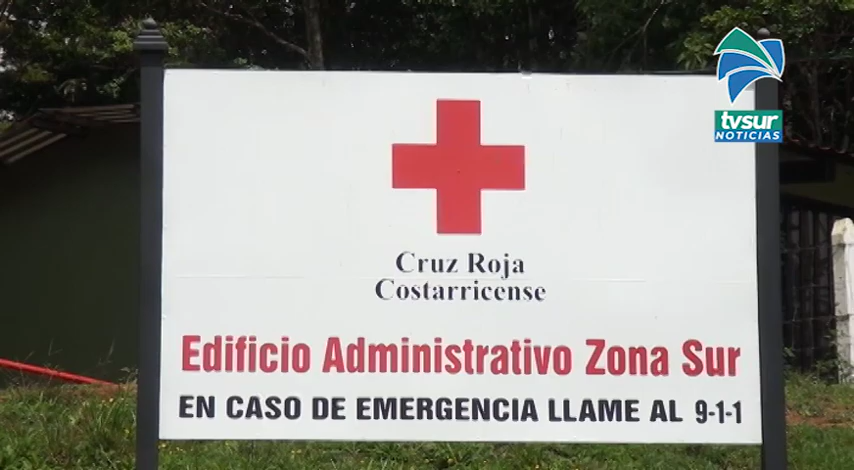 tvsur
NOTICIAS
Cruz Roja
Costarricense
Edificio Administrativo Zona Sur
EN CASO DE EMERGENCIA LLAME AL 9-1-1